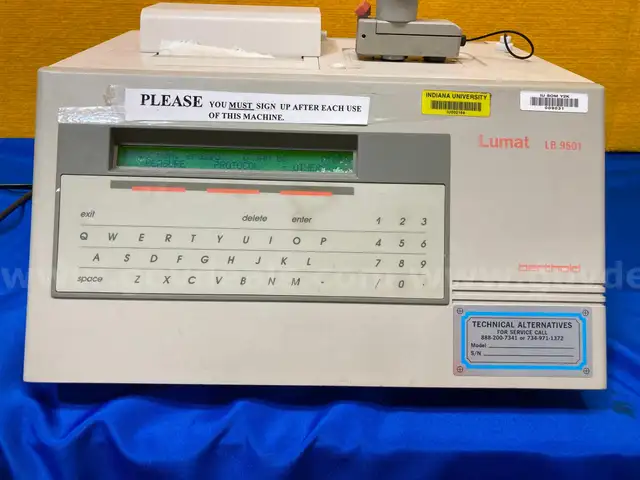 PLEASE YOU MUST SIGN UP AFTER EACH USE
OF THIS MACHINE.
INDIANA UNIVERSITY
Lumat LB 9501
MEASURE PROTOCOL
exit delete enter 1 2 3
Q W E R T Y U I O P 4 5 6
A S D F G H J K L 7 8 9
space Z X C V B N M - / 0 .
berthold
TECHNICAL ALTERNATIVES
FOR SERVICE CALL
888-200-7341 or 734-971-1372
Model
S/N